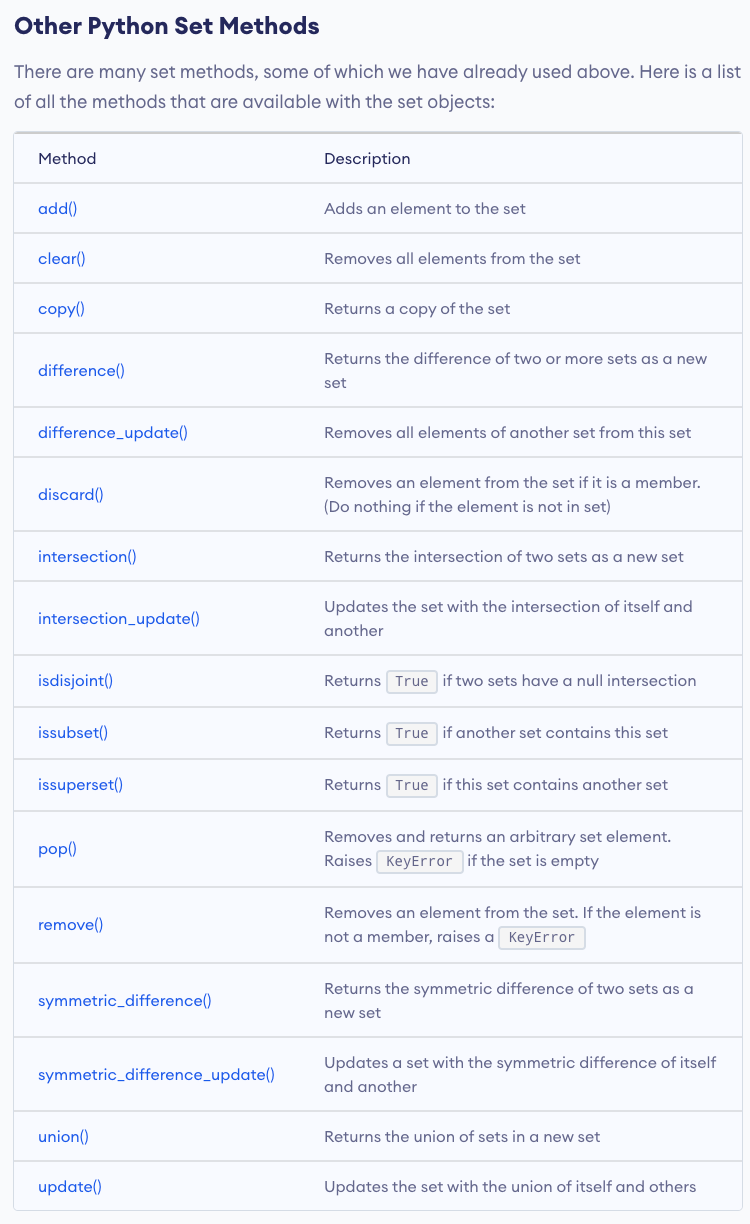 Other Python Set Methods
There are many set methods, some of which we have already used above. Here is a list
of all the methods that are available with the set objects:
Method Description
add() Adds an element to the set
clear() Removes all elements from the set
copy() Returns a copy of the set
difference() Returns the difference of two or more sets as a new
set
difference_update() Removes all elements of another set from this set
discard() Removes an element from the set if it is a member.
(Do nothing if the element is not in set)
intersection() Returns the intersection of two sets as a new set
intersection_update() Updates the set with the intersection of itself and
another
isdisjoint() Returns True if two sets have a null intersection
issubset() Returns True if another set contains this set
issuperset() Returns True if this set contains another set
pop() Removes and returns an arbitrary set element.
Raises KeyError if the set is empty
remove() Removes an element from the set. If the element is
not a member, raises a KeyError
symmetric_difference() Returns the symmetric difference of two sets as a
new set
symmetric_difference_update() Updates a set with the symmetric difference of itself
and another
union() Returns the union of sets in a new set
update() Updates the set with the union of itself and others